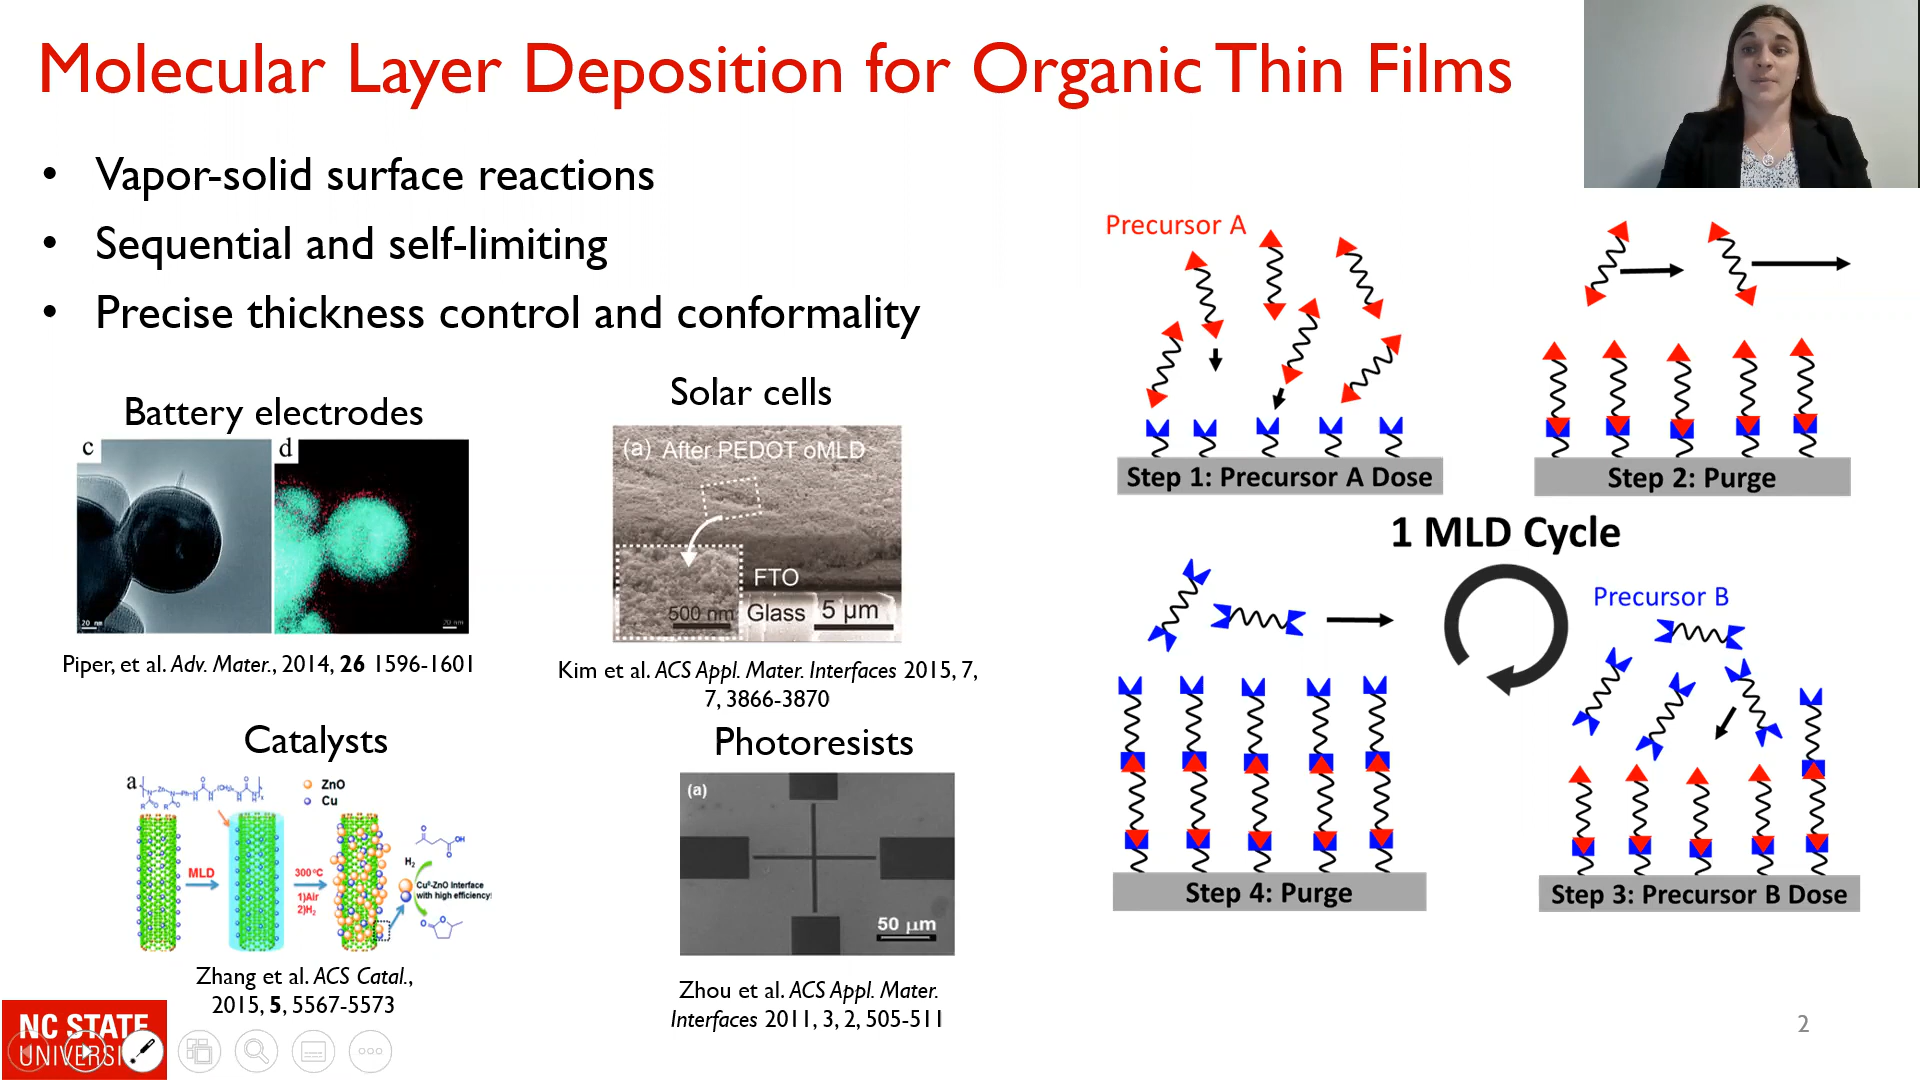 Molecular Layer Deposition for Organic Thin Films
• Vapor-solid surface reactions
• Sequential and self-limiting
• Precise thickness control and conformality
Battery electrodes
c
d
20 nm
20 nm
Piper, et al. Adv. Mater., 2014, 26 1596-1601
Solar cells
(a) After PEDOT oMLD
FTO
500 nm
Glass
5 μm
Kim et al. ACS Appl. Mater. Interfaces 2015, 7,
7, 3866-3870
Catalysts
a
ZnO
Cu
MLD
300°C
1)Air
2)H2
H2
Cu0-ZnO Interface
with high efficiency!
Zhang et al. ACS Catal.,
2015, 5, 5567-5573
Photoresists
(a)
50 μm
Zhou et al. ACS Appl. Mater.
Interfaces 2011, 3, 2, 505-511
Precursor A
Step 1: Precursor A Dose
Step 2: Purge
1 MLD Cycle
Precursor B
Step 4: Purge
Step 3: Precursor B Dose
NC STATE
UNIVERSI
2